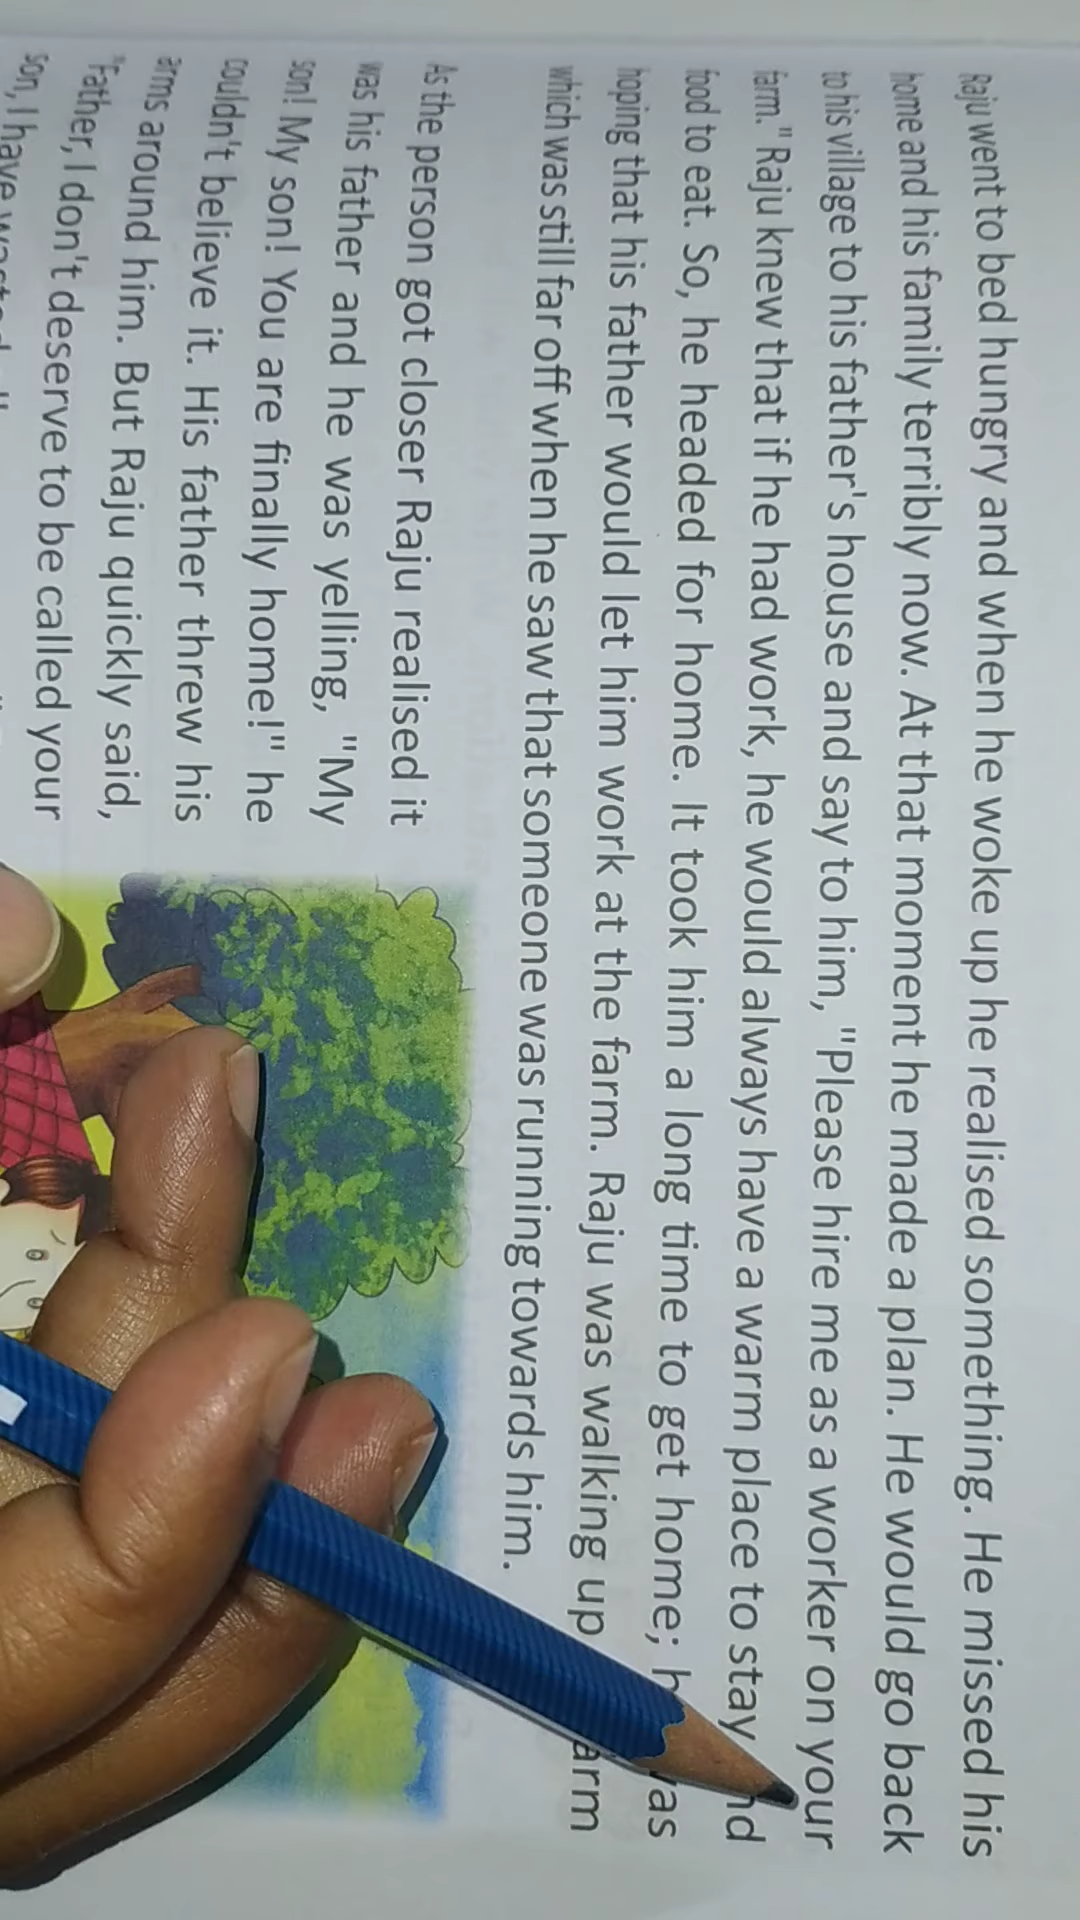 Raju went to bed hungry and when he woke up he realised something. He missed his
home and his family terribly now. At that moment he made a plan. He would go back
to his village to his father's house and say to him, "Please hire me as a worker on your
farm." Raju knew that if he had work, he would always have a warm place to stay
food to eat. So, he headed for home. It took him a long time to get home;
hoping that his father would let him work at the farm. Raju was walking up
which was still far off when he saw that someone was running towards him.
As the person got closer Raju realised it
was his father and he was yelling, "My
son! My son! You are finally home!" he
couldn't believe it. His father threw his
arms around him. But Raju quickly said,
"Father, I don't deserve to be called your
son, I have